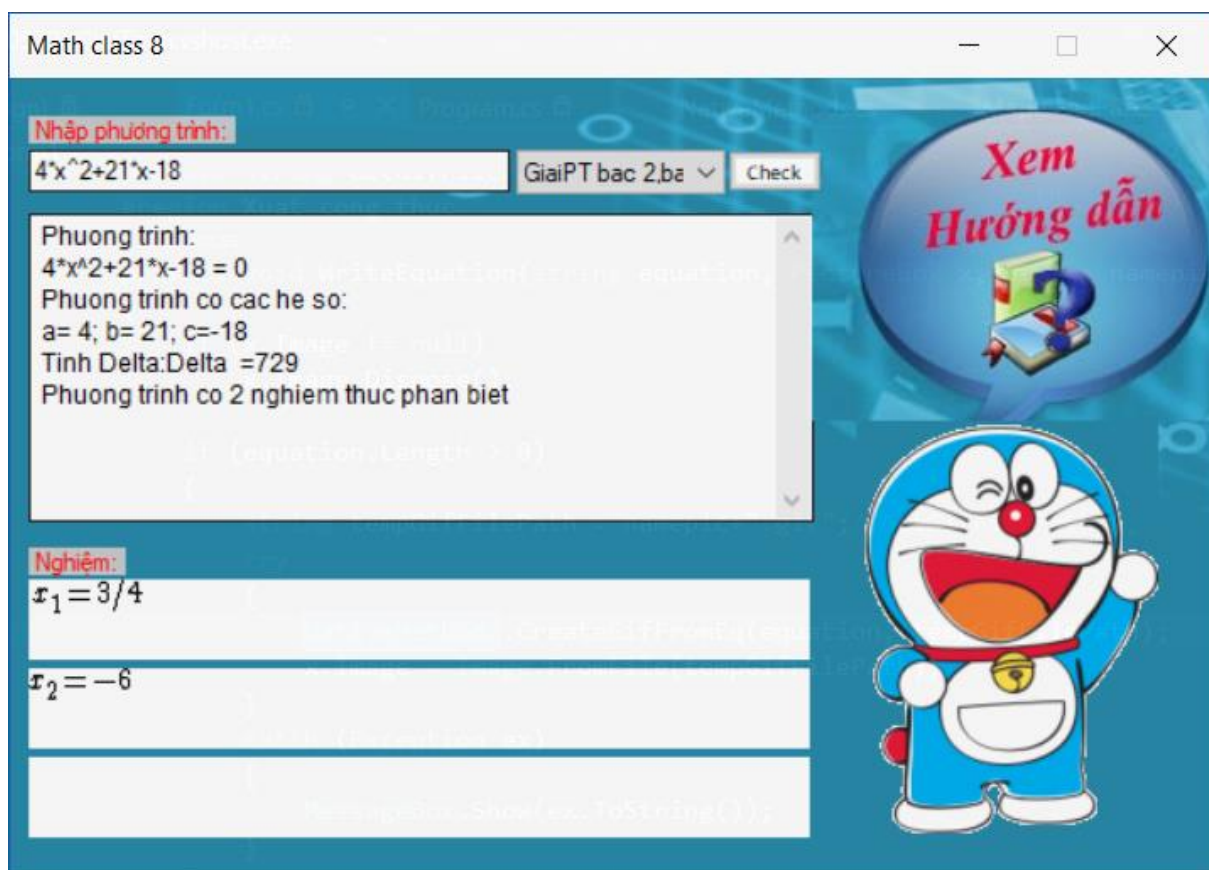 Math class 8
Nhập phương trình:
4*x^2+21*x-18
GiaiPT bac 2,ba
Check
Xem
Hướng dẫn
Phuong trinh:
4*x^2+21*x-18 = 0
Phuong trinh co cac he so:
a= 4; b= 21; c=-18
Tinh Delta:Delta  =729
Phuong trinh co 2 nghiem thuc phan biet
Nghiệm:
x₁=3/4
x₂=−6